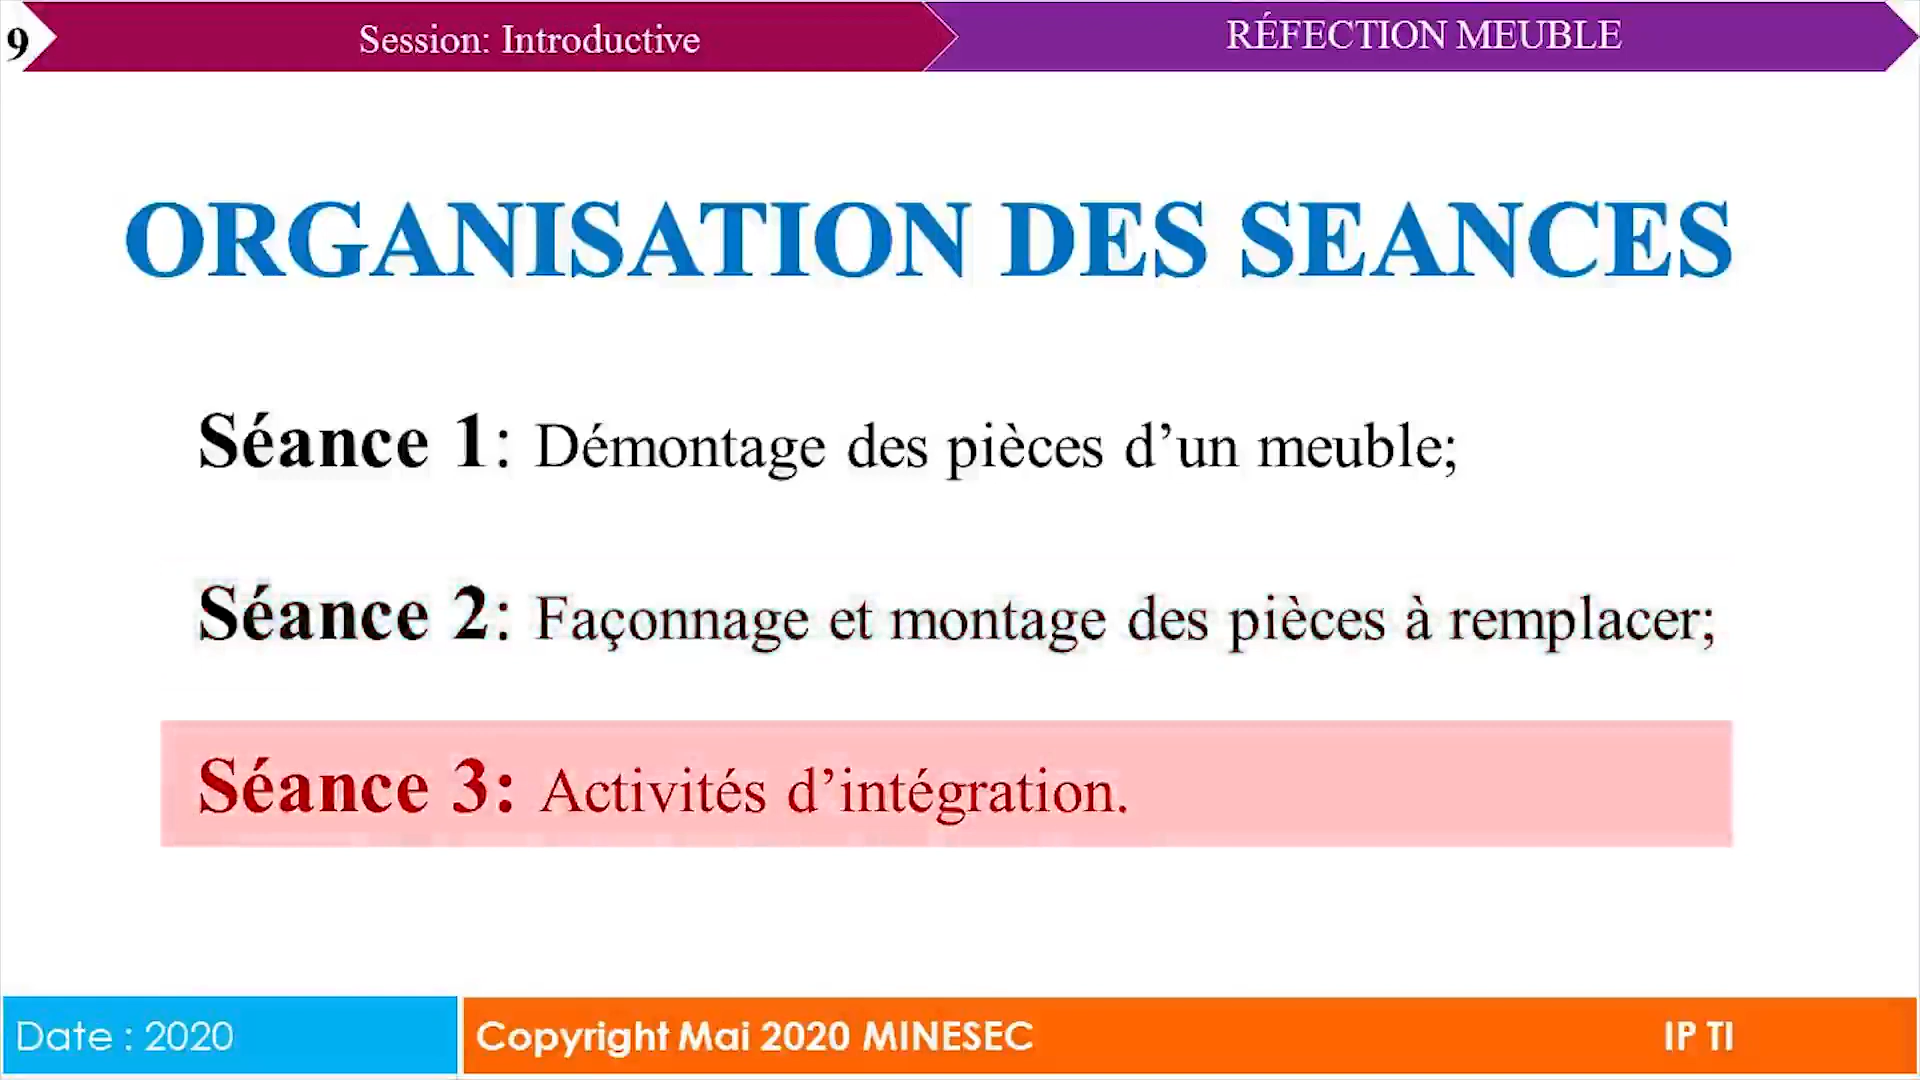 9
Session: Introductive
RÉFECTION MEUBLE
ORGANISATION DES SEANCES
Séance 1: Démontage des pièces d’un meuble;
Séance 2: Façonnage et montage des pièces à remplacer;
Séance 3: Activités d’intégration.
Date : 2020
Copyright Mai 2020 MINESEC
IP TI